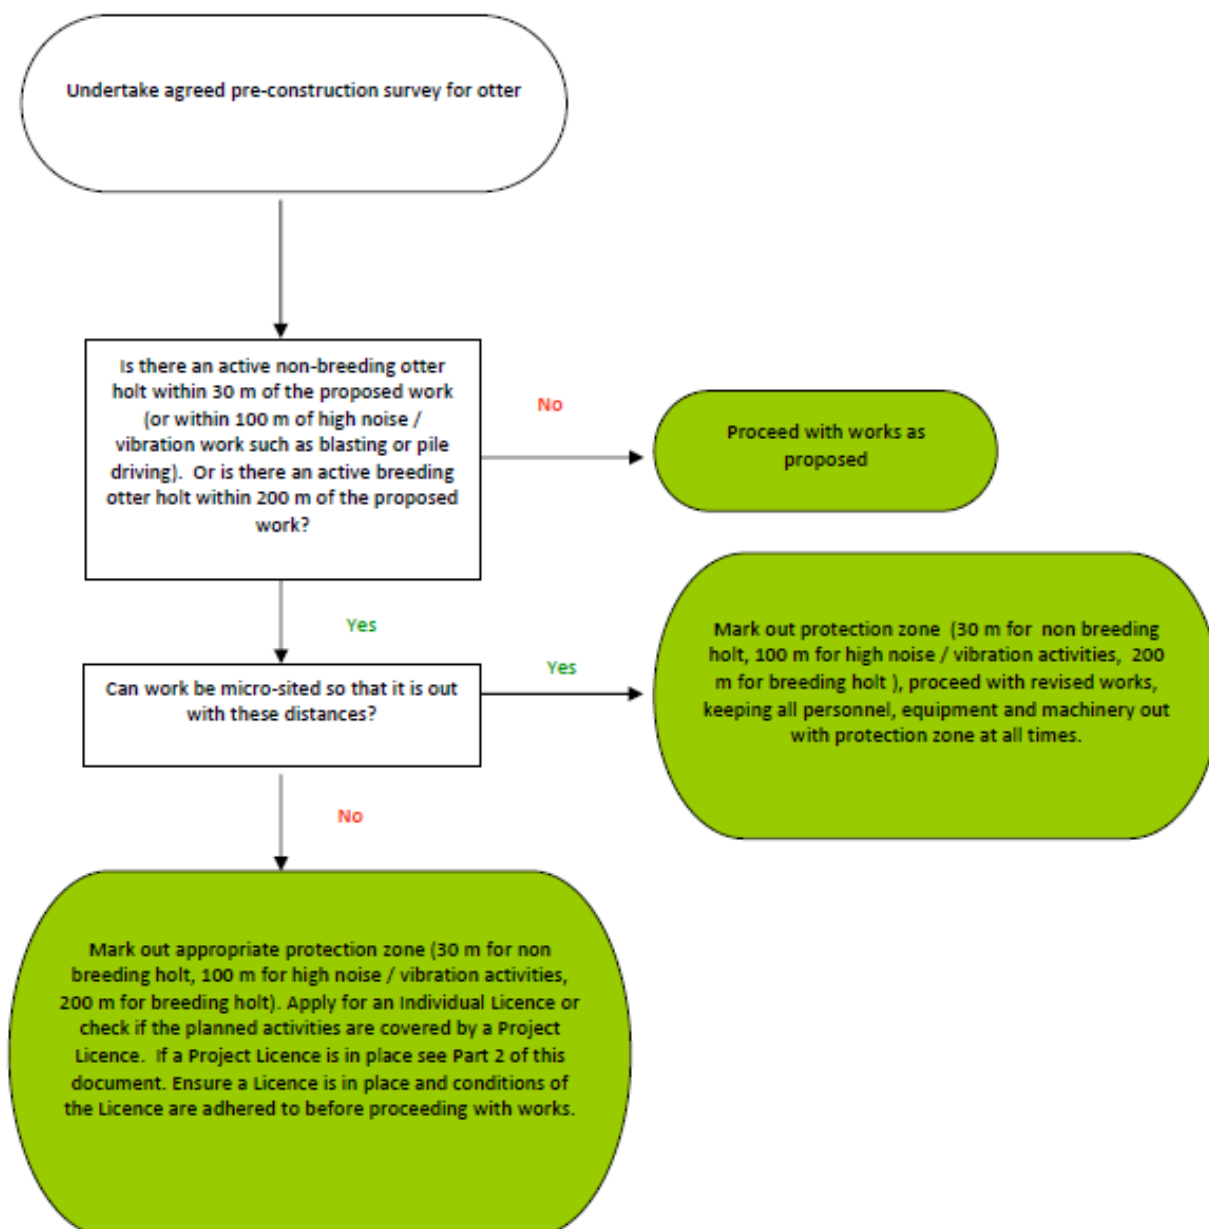 Undertake agreed pre-construction survey for otter
Is there an active non-breeding otter
holt within 30 m of the proposed work
(or within 100 m of high noise /
vibration work such as blasting or pile
driving). Or is there an active breeding
otter holt within 200 m of the proposed
work?
No
Proceed with works as
proposed
Yes
Can work be micro-sited so that it is out
with these distances?
Yes
Mark out protection zone (30 m for non breeding
holt, 100 m for high noise / vibration activities, 200
m for breeding holt ), proceed with revised works,
keeping all personnel, equipment and machinery out
with protection zone at all times.
No
Mark out appropriate protection zone (30 m for non
breeding holt, 100 m for high noise / vibration activities,
200 m for breeding holt). Apply for an Individual Licence or
check if the planned activities are covered by a Project
Licence. If a Project Licence is in place see Part 2 of this
document. Ensure a Licence is in place and conditions of
the Licence are adhered to before proceeding with works.